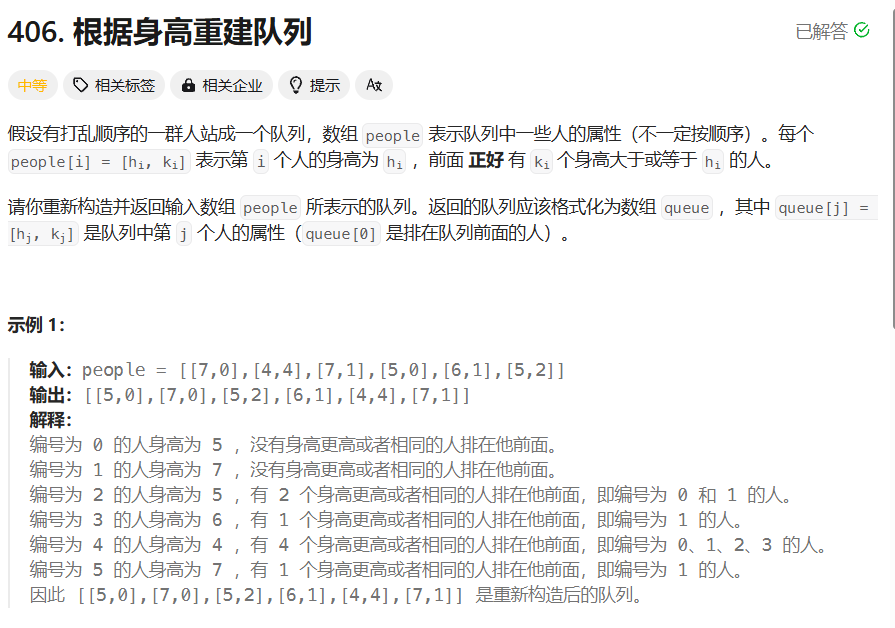 406. 根据身高重建队列
已解答
中等 相关标签 相关企业 提示 Aあ
假设有打乱顺序的一群人站成一个队列，数组 people 表示队列中一些人的属性（不一定按顺序）。每个
people[i] = [hi, ki] 表示第 i 个人的身高为 hi ，前面 正好 有 ki 个身高大于或等于 hi 的人。
请你重新构造并返回输入数组 people 所表示的队列。返回的队列应该格式化为数组 queue ，其中 queue[j] =
[hj, kj] 是队列中第 j 个人的属性（queue[0] 是排在队列前面的人）。
示例 1：
输入：people = [[7,0],[4,4],[7,1],[5,0],[6,1],[5,2]]
输出：[[5,0],[7,0],[5,2],[6,1],[4,4],[7,1]]
解释：
编号为 0 的人身高为 5 ，没有身高更高或者相同的人排在他前面。
编号为 1 的人身高为 7 ，没有身高更高或者相同的人排在他前面。
编号为 2 的人身高为 5 ，有 2 个身高更高或者相同的人排在他前面，即编号为 0 和 1 的人。
编号为 3 的人身高为 6 ，有 1 个身高更高或者相同的人排在他前面，即编号为 1 的人。
编号为 4 的人身高为 4 ，有 4 个身高更高或者相同的人排在他前面，即编号为 0、1、2、3 的人。
编号为 5 的人身高为 7 ，有 1 个身高更高或者相同的人排在他前面，即编号为 1 的人。
因此 [[5,0],[7,0],[5,2],[6,1],[4,4],[7,1]] 是重新构造后的队列。